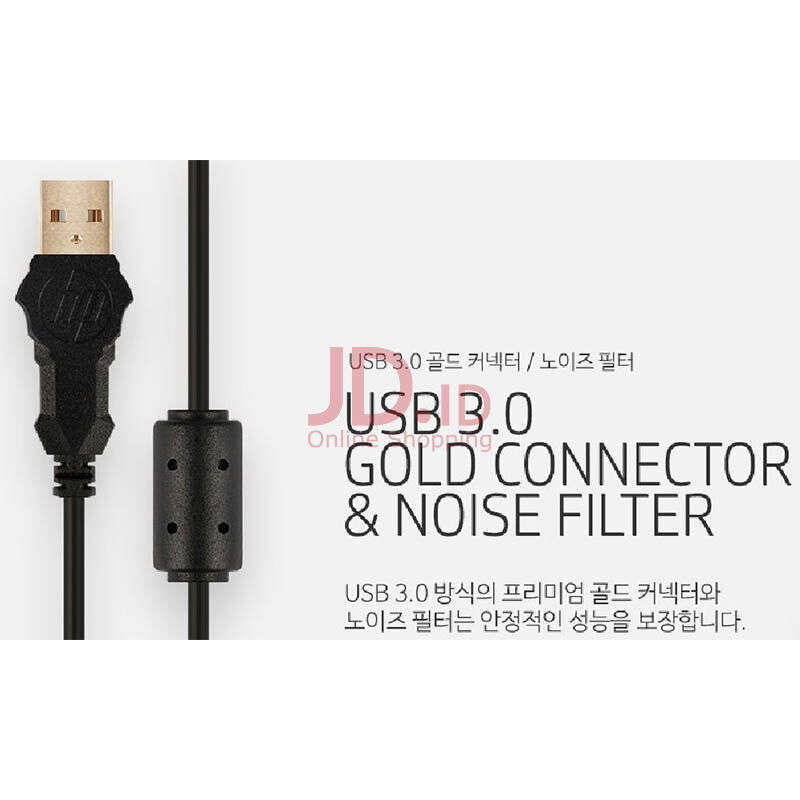 hp
USB 3.0 골드 커넥터 / 노이즈 필터
JD.ID
USB 3.0
Online Shopping
GOLD CONNECTOR
& NOISE FILTER
USB 3.0 방식의 프리미엄 골드 커넥터와
노이즈 필터는 안정적인 성능을 보장합니다.